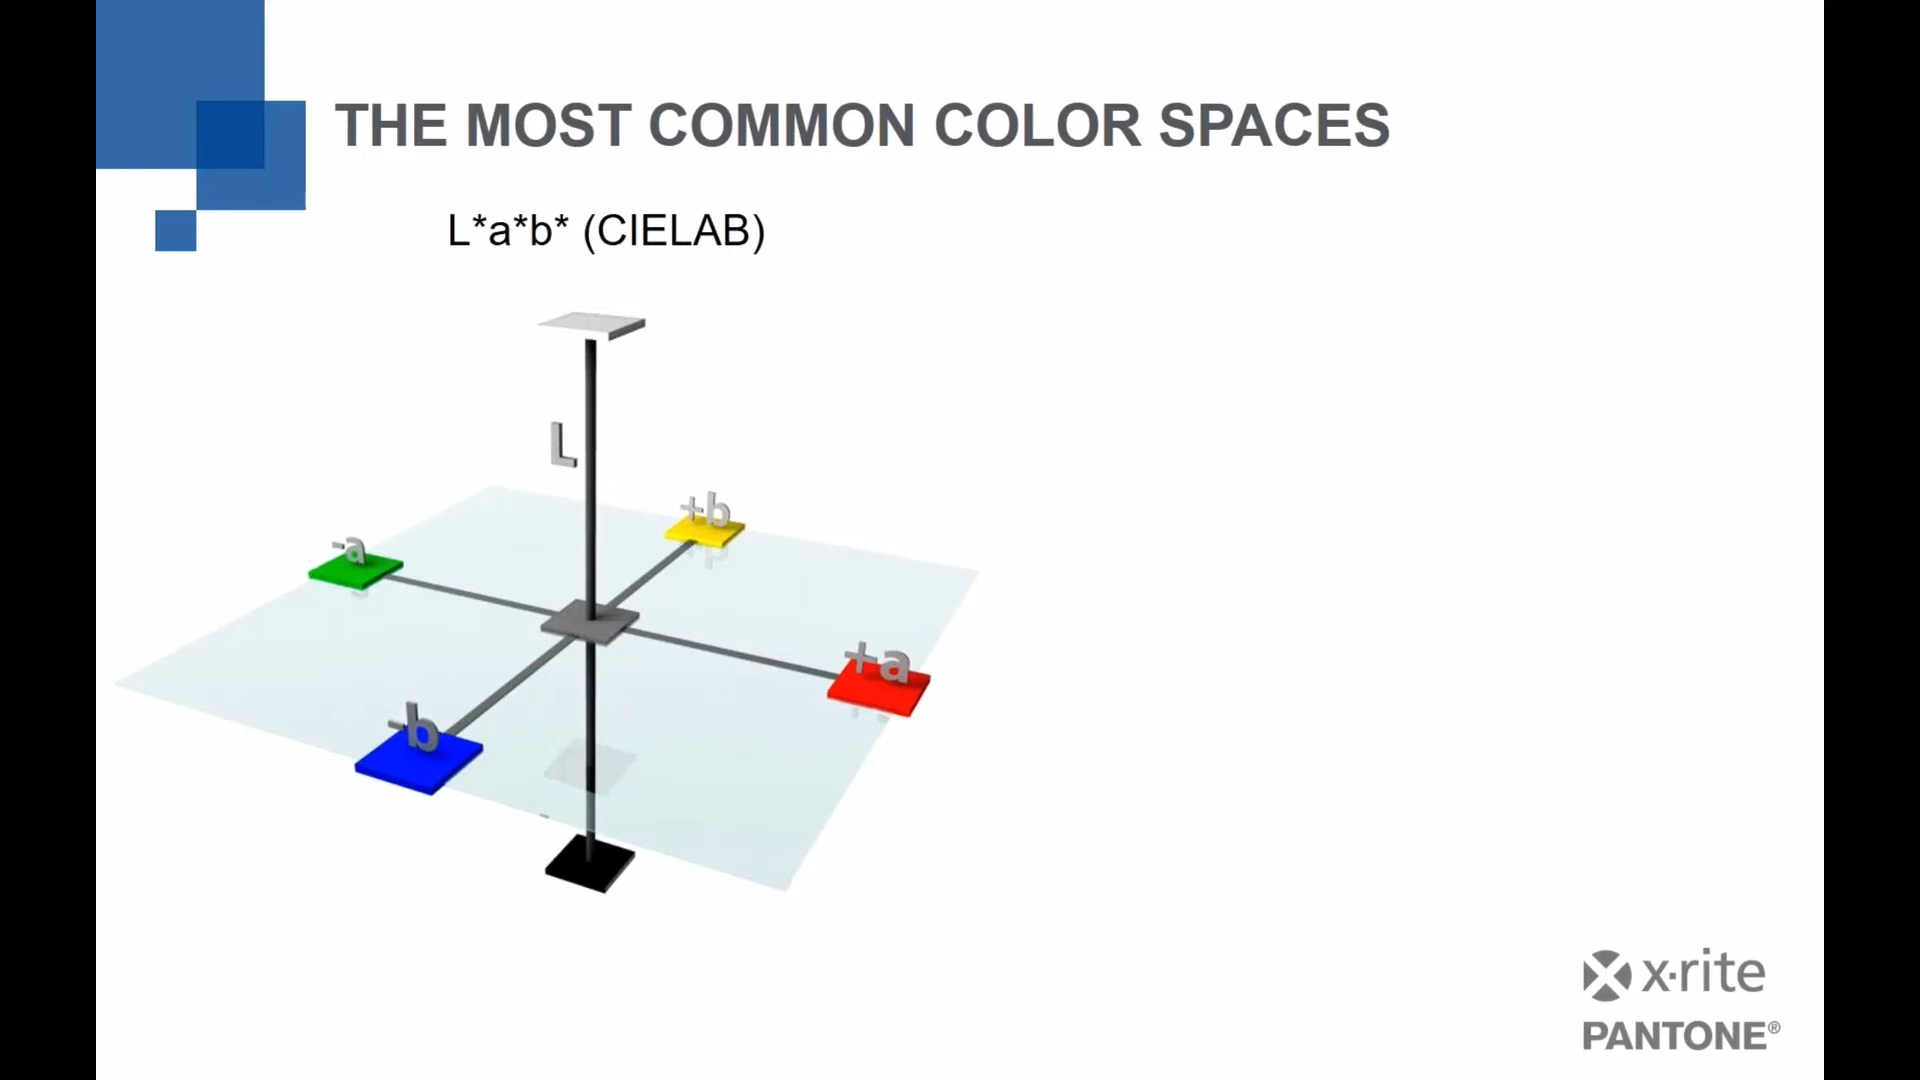 THE MOST COMMON COLOR SPACES
L*a*b* (CIELAB)
L
+b
-a
+a
-b
x·rite
PANTONE®